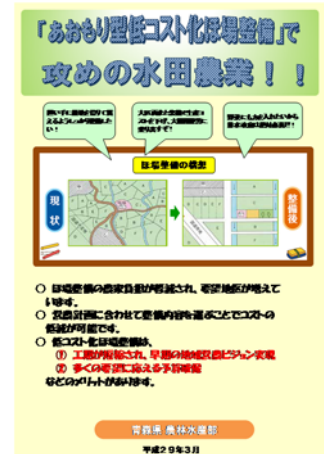 「あおもり型低コスト化ほ場整備」で
攻めの水田農業！！
ほ場整備の構想
現状
整備後
○ ほ場整備の農家負担が軽減され、要望地区が増えて
います。
○ 営農計画に合わせて整備内容を選ぶことでコストの
低減が可能です。
○ 低コスト化ほ場整備は、
① 工期が短縮され、早期の地域営農ビジョン実現
② 多くの要望に応える予算確保
などのメリットがあります。
青森県 農林水産部
平成２９年３月